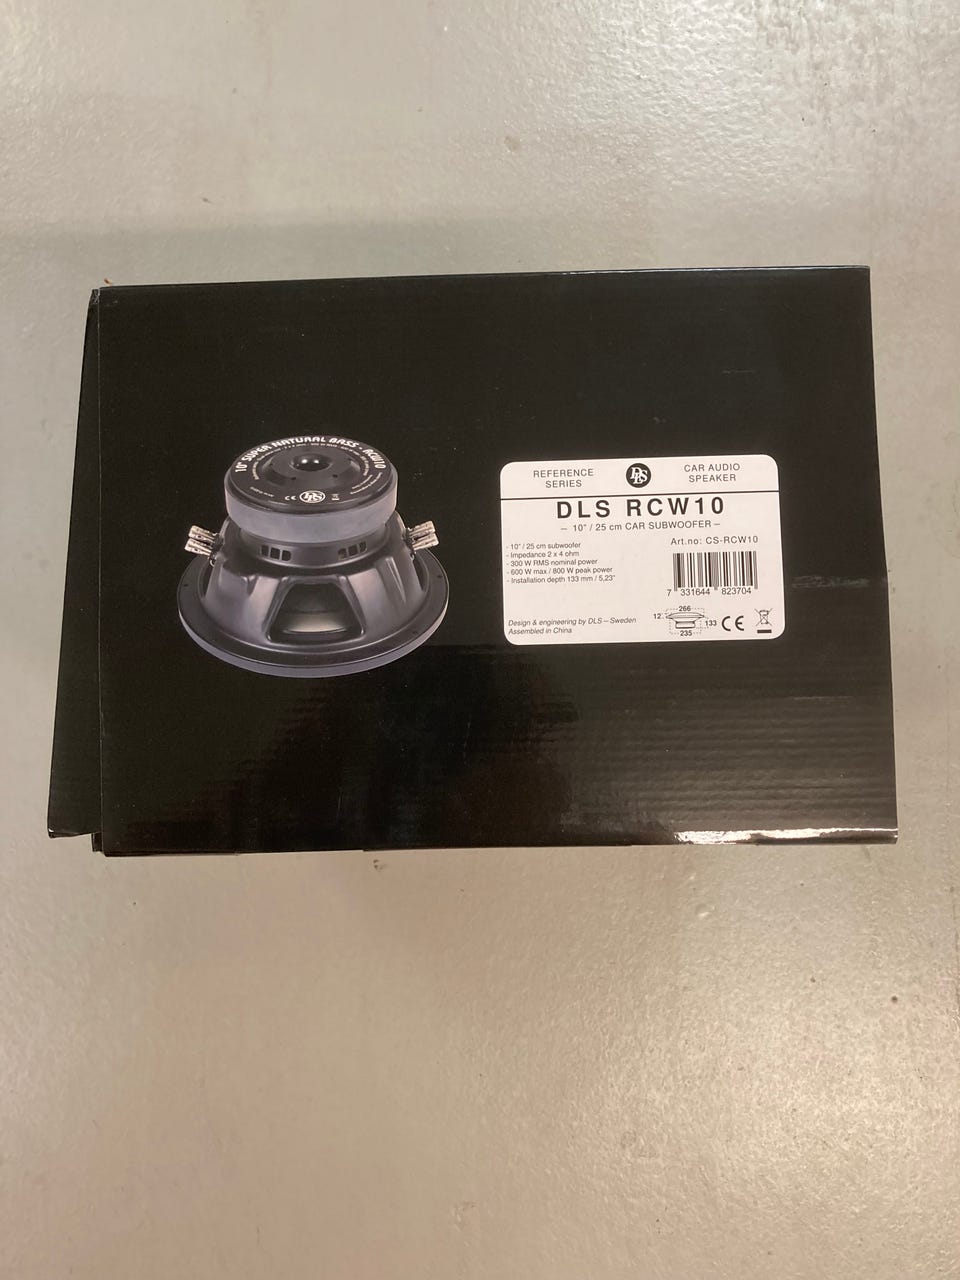 10" SUPER NATURAL BASS - RCW10
DLS
CE
REFERENCE SERIES
DLS
CAR AUDIO SPEAKER
DLS RCW10
– 10" / 25 cm CAR SUBWOOFER –
- 10" / 25 cm subwoofer
- Impedance 2 x 4 ohm
- 300 W RMS nominal power
- 600 W max / 800 W peak power
- Installation depth 133 mm / 5,23"
Art.no: CS-RCW10
7 331644 823704
266
12
133
235
CE
Design & engineering by DLS – Sweden
Assembled in China